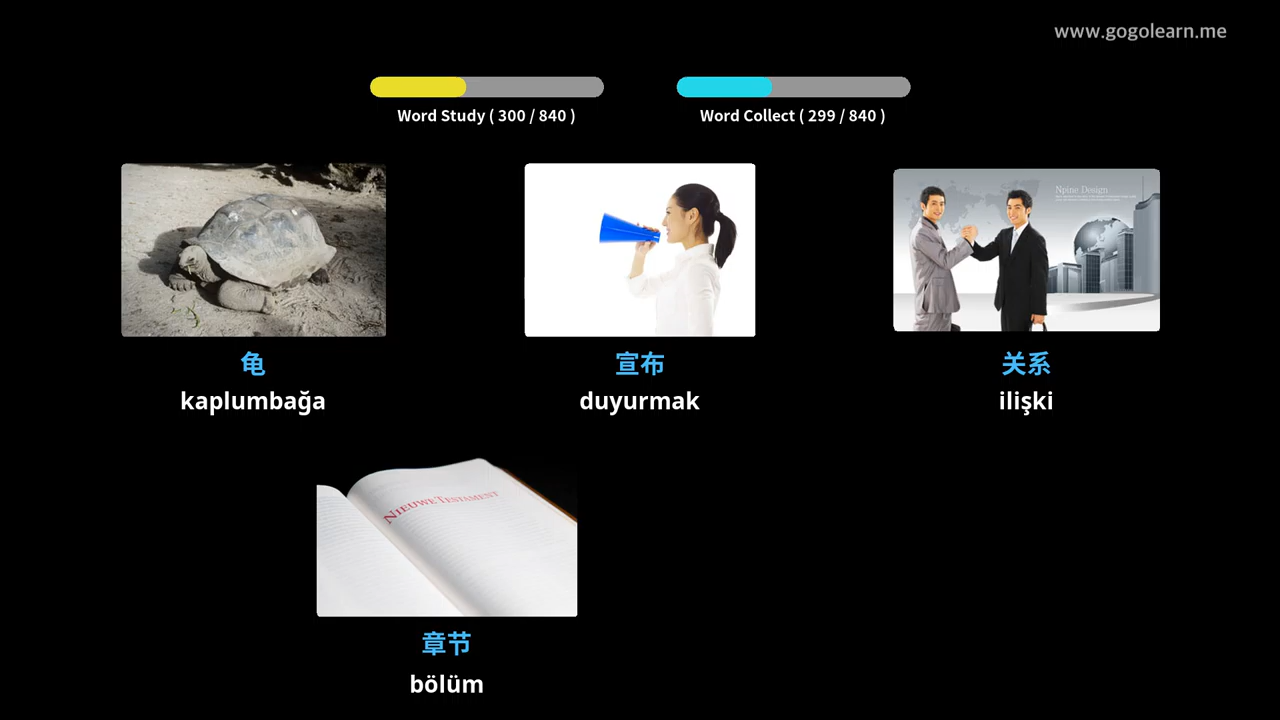 www.gogolearn.me
Word Study ( 300 / 840 )
Word Collect ( 299 / 840 )
Npine Design
龟
kaplumbağa
宣布
duyurmak
关系
ilişki
NIEUWE TESTAMENT
章节
bölüm